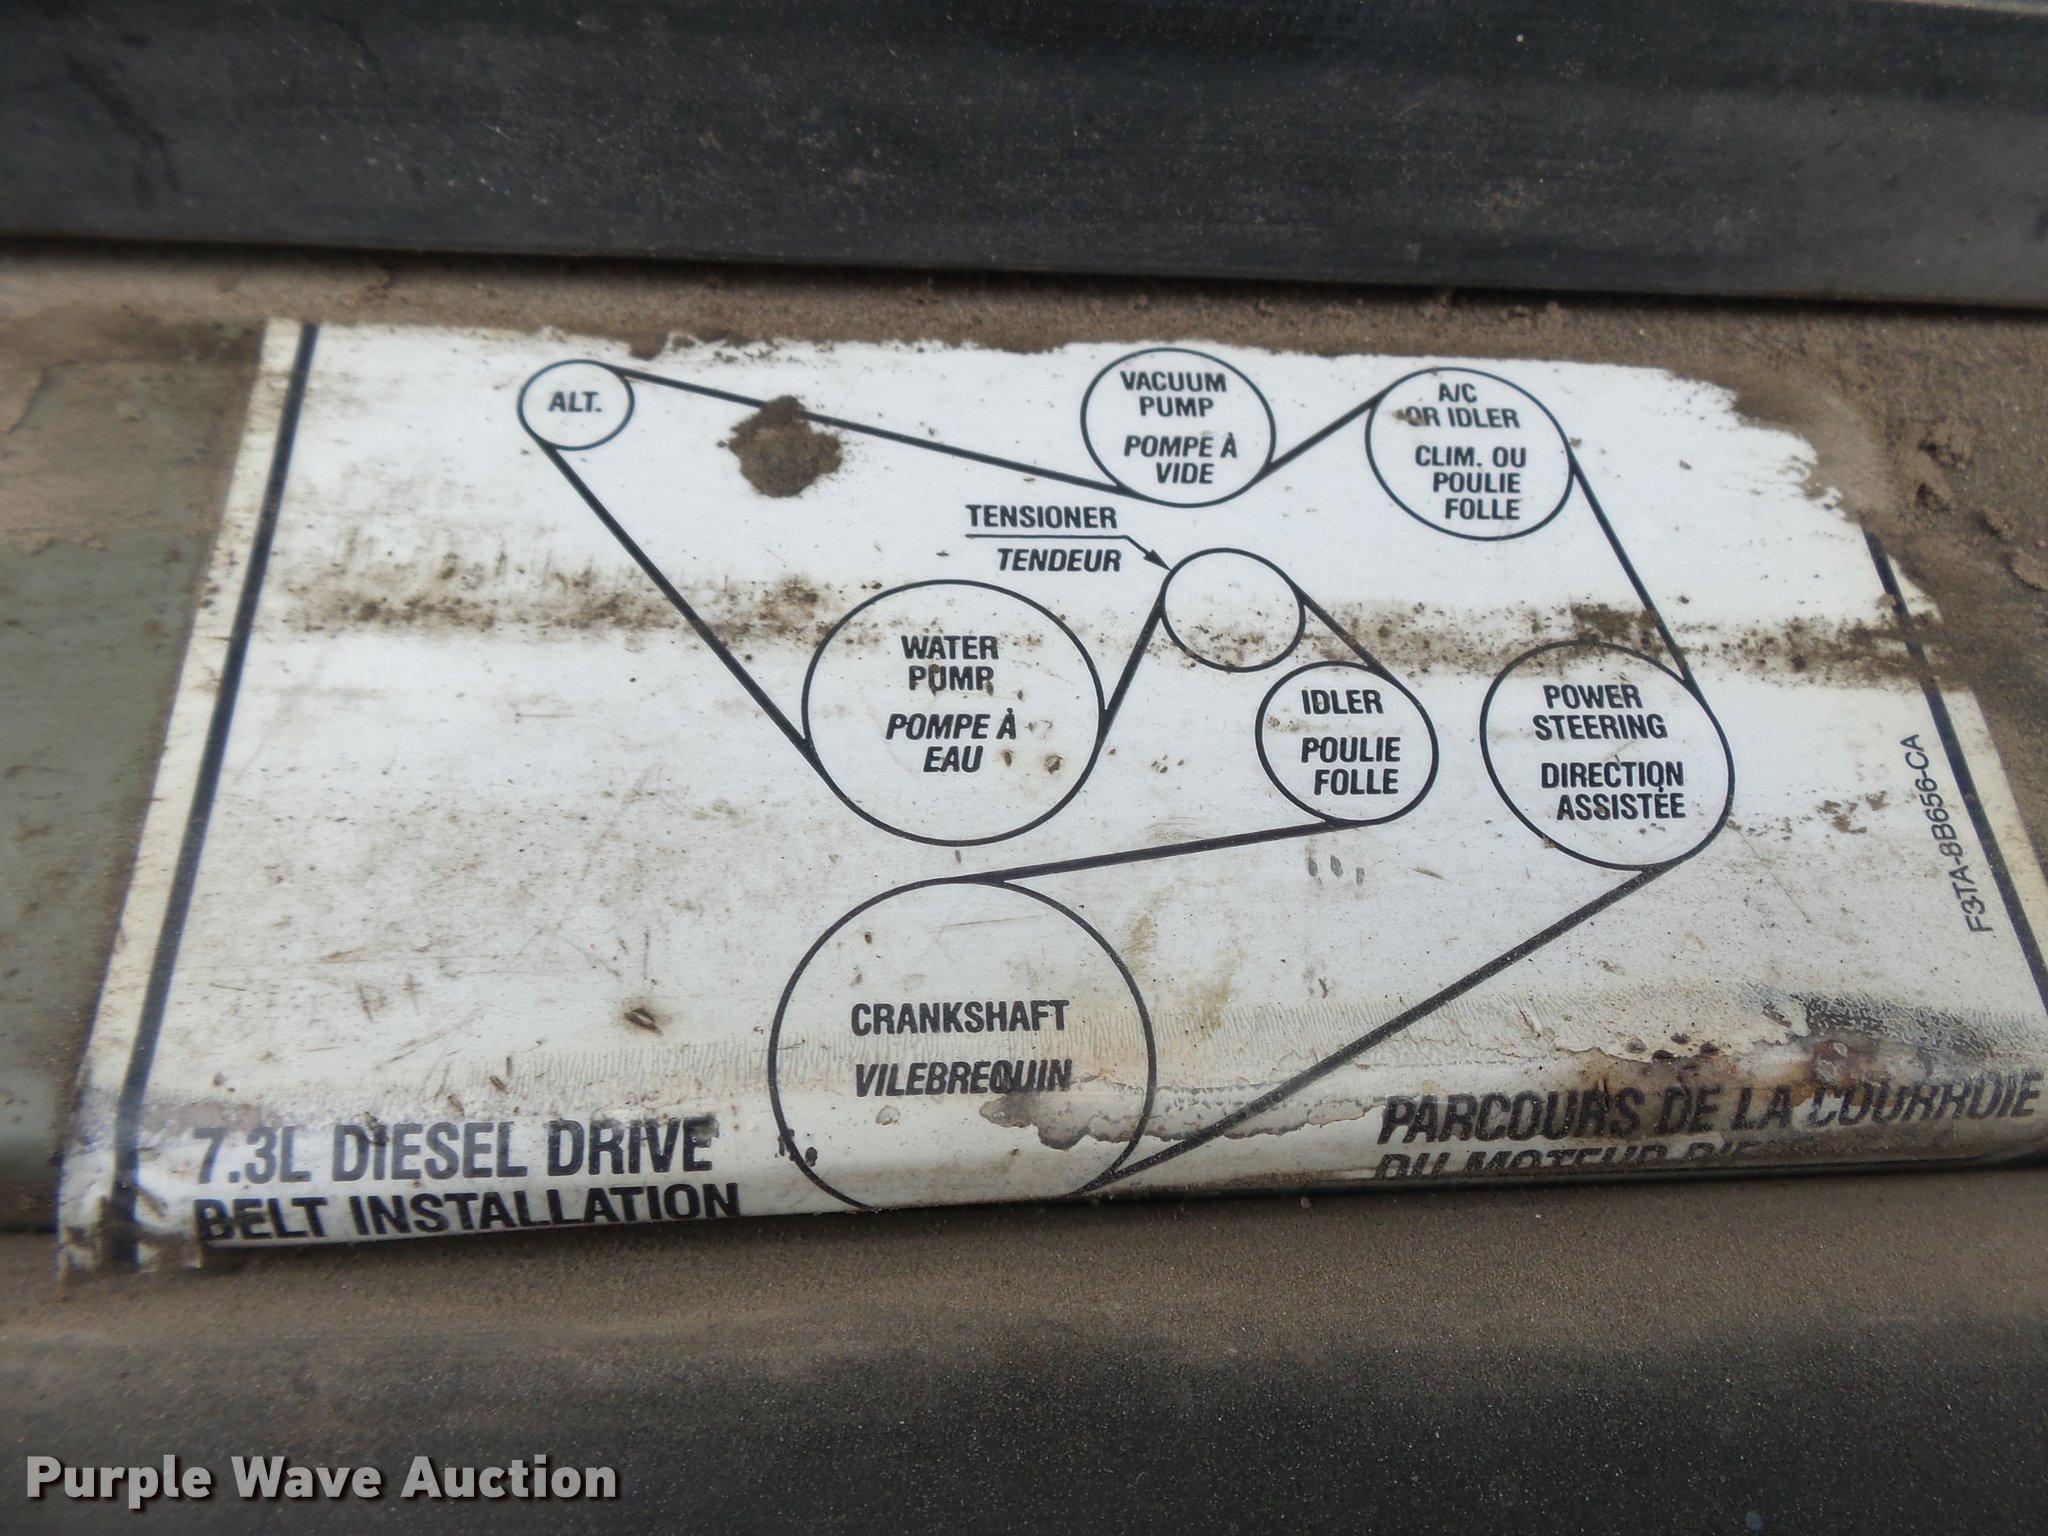 ALT.
VACUUM
PUMP
POMPE À
VIDE
A/C
OR IDLER
CLIM. OU
POULIE
FOLLE
TENSIONER
TENDEUR
WATER
PUMP
POMPE À
EAU
IDLER
POULIE
FOLLE
POWER
STEERING
DIRECTION
ASSISTÉE
F3TA-8B656-CA
CRANKSHAFT
VILEBREQUIN
7.3L DIESEL DRIVE
BELT INSTALLATION
PARCOURS DE LA COURROIE
DU MOTEUR
Purple Wave Auction